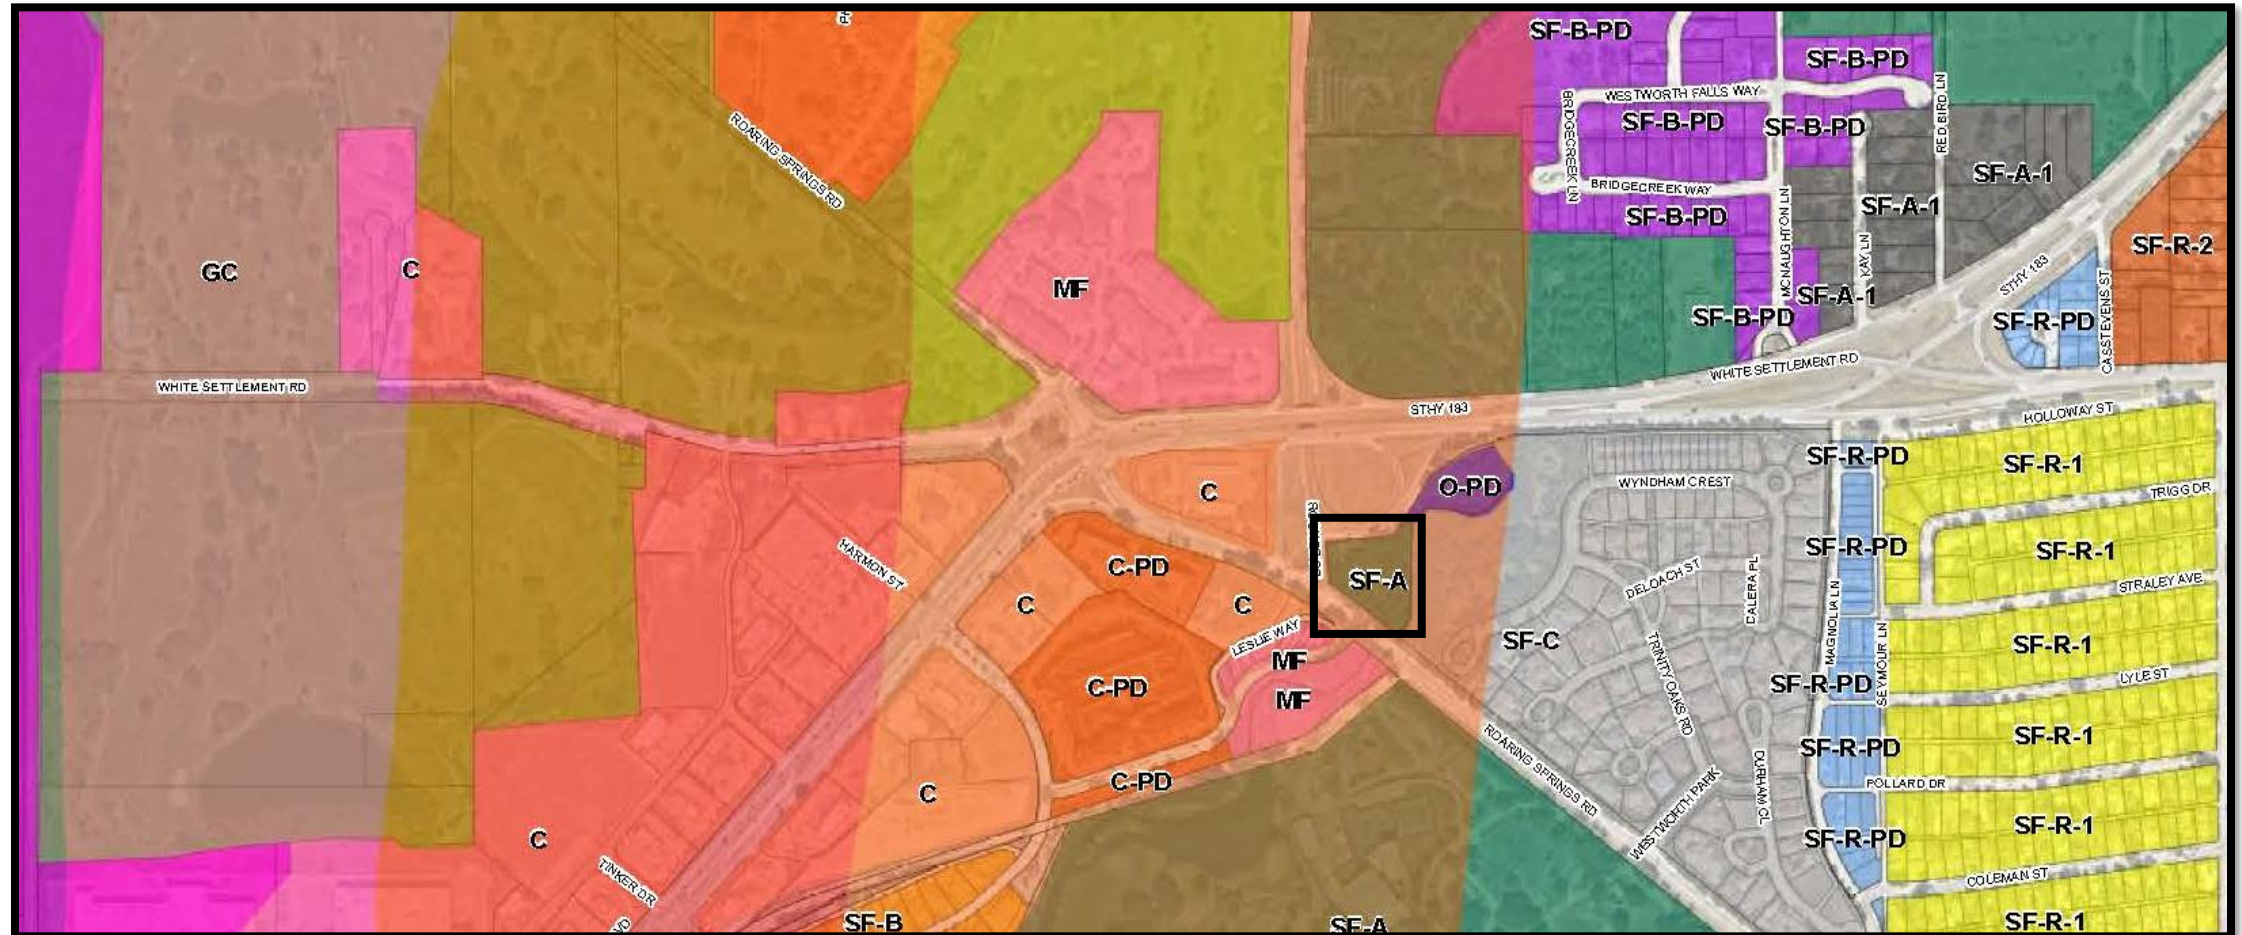 SF-B-PD
SF-B-PD
WESTWORTH FALLS WAY
RED BIRD LN
BRIDGECREEK LN
SF-B-PD
SF-B-PD
ROARING SPRINGS RD
SF-A-1
BRIDGECREEK WAY
SF-B-PD
SF-A-1
MCNAUGHTON LN
KAY LN
SF-R-2
GC
C
MF
STHY 183
SF-A-1
CASSTEVENS ST
SF-B-PD
SF-R-PD
WHITE SETTLEMENT RD
WHITE SETTLEMENT RD
STHY 183
HOLLOWAY ST
SF-R-PD
SF-R-1
C
O-PD
WYNDHAM CREST
TRIGG DR
HARMON ST
C-PD
SF-A
SF-R-PD
SF-R-1
DELOACH ST
CALERA PL
STRALEY AVE
C
C
MAGNOLIA LN
LESLIE WAY
SF-C
SF-R-1
MF
TRINITY OAKS RD
SEYMOUR LN
C-PD
MF
SF-R-PD
LYLE ST
SF-R-PD
SF-R-1
ROARING SPRINGS RD
C-PD
DURHAM CL
POLLARD DR
C
WESTWORTH PARK
C
SF-R-PD
SF-R-1
TINKER DR
COLEMAN ST
SF-B
SF-A
SF-R-1